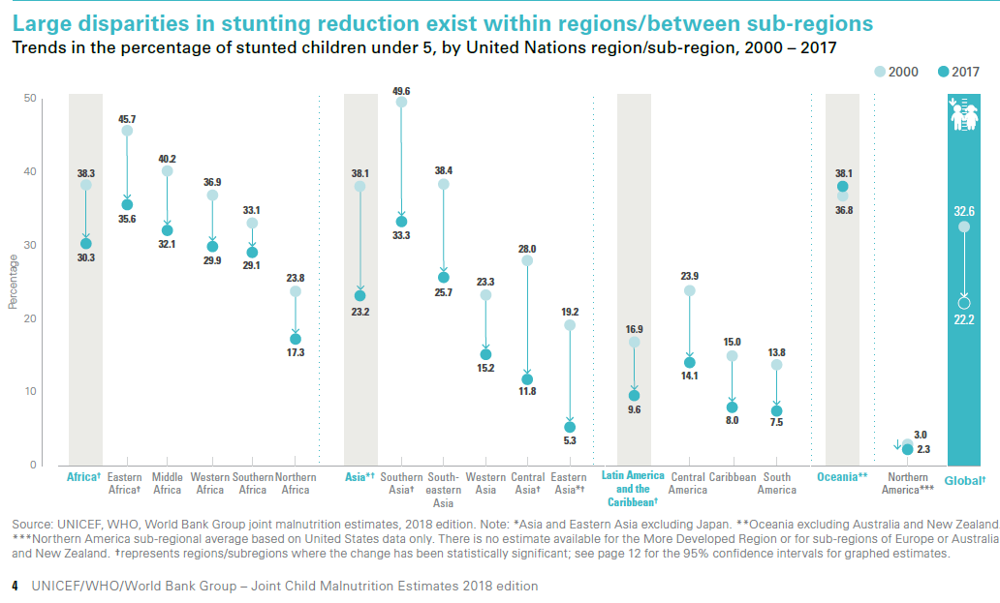 Large disparities in stunting reduction exist within regions/between sub-regions
Trends in the percentage of stunted children under 5, by United Nations region/sub-region, 2000 – 2017
2000 2017
Percentage
50
40
30
20
10
0
38.3
30.3
45.7
35.6
40.2
32.1
36.9
29.9
33.1
29.1
23.8
17.3
38.1
23.2
49.6
33.3
38.4
25.7
23.3
15.2
28.0
11.8
19.2
5.3
16.9
9.6
23.9
14.1
15.0
8.0
13.8
7.5
38.1
36.8
3.0
2.3
32.6
22.2
Africa†
Eastern
Africa†
Middle
Africa
Western
Africa
Southern
Africa
Northern
Africa
Asia*†
Southern
Asia†
South-
eastern
Asia
Western
Asia
Central
Asia†
Eastern
Asia*†
Latin America
and the
Caribbean†
Central
America
Caribbean
South
America
Oceania**
Northern
America***
Global†
Source: UNICEF, WHO, World Bank Group joint malnutrition estimates, 2018 edition. Note: *Asia and Eastern Asia excluding Japan. **Oceania excluding Australia and New Zealand
***Northern America sub-regional average based on United States data only. There is no estimate available for the More Developed Region or for sub-regions of Europe or Australia
and New Zealand. †represents regions/subregions where the change has been statistically significant; see page 12 for the 95% confidence intervals for graphed estimates.
4 UNICEF/WHO/World Bank Group – Joint Child Malnutrition Estimates 2018 edition